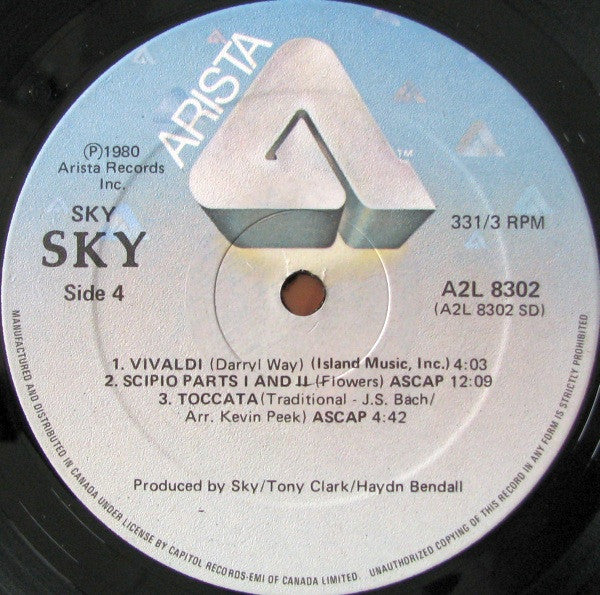 ARISTA
™
Ⓟ1980
Arista Records
Inc.
SKY
SKY
Side 4
331/3 RPM
A2L 8302
(A2L 8302 SD)
1. VIVALDI (Darryl Way) (Island Music, Inc.) 4:03
2. SCIPIO PARTS I AND II (Flowers) ASCAP 12:09
3. TOCCATA (Traditional - J.S. Bach/
Arr. Kevin Peek) ASCAP 4:42
Produced by Sky/Tony Clark/Haydn Bendall
MANUFACTURED AND DISTRIBUTED IN CANADA UNDER LICENSE BY CAPITOL RECORDS-EMI OF CANADA LIMITED. UNAUTHORIZED COPYING OF THIS RECORD IN ANY FORM IS STRICTLY PROHIBITED